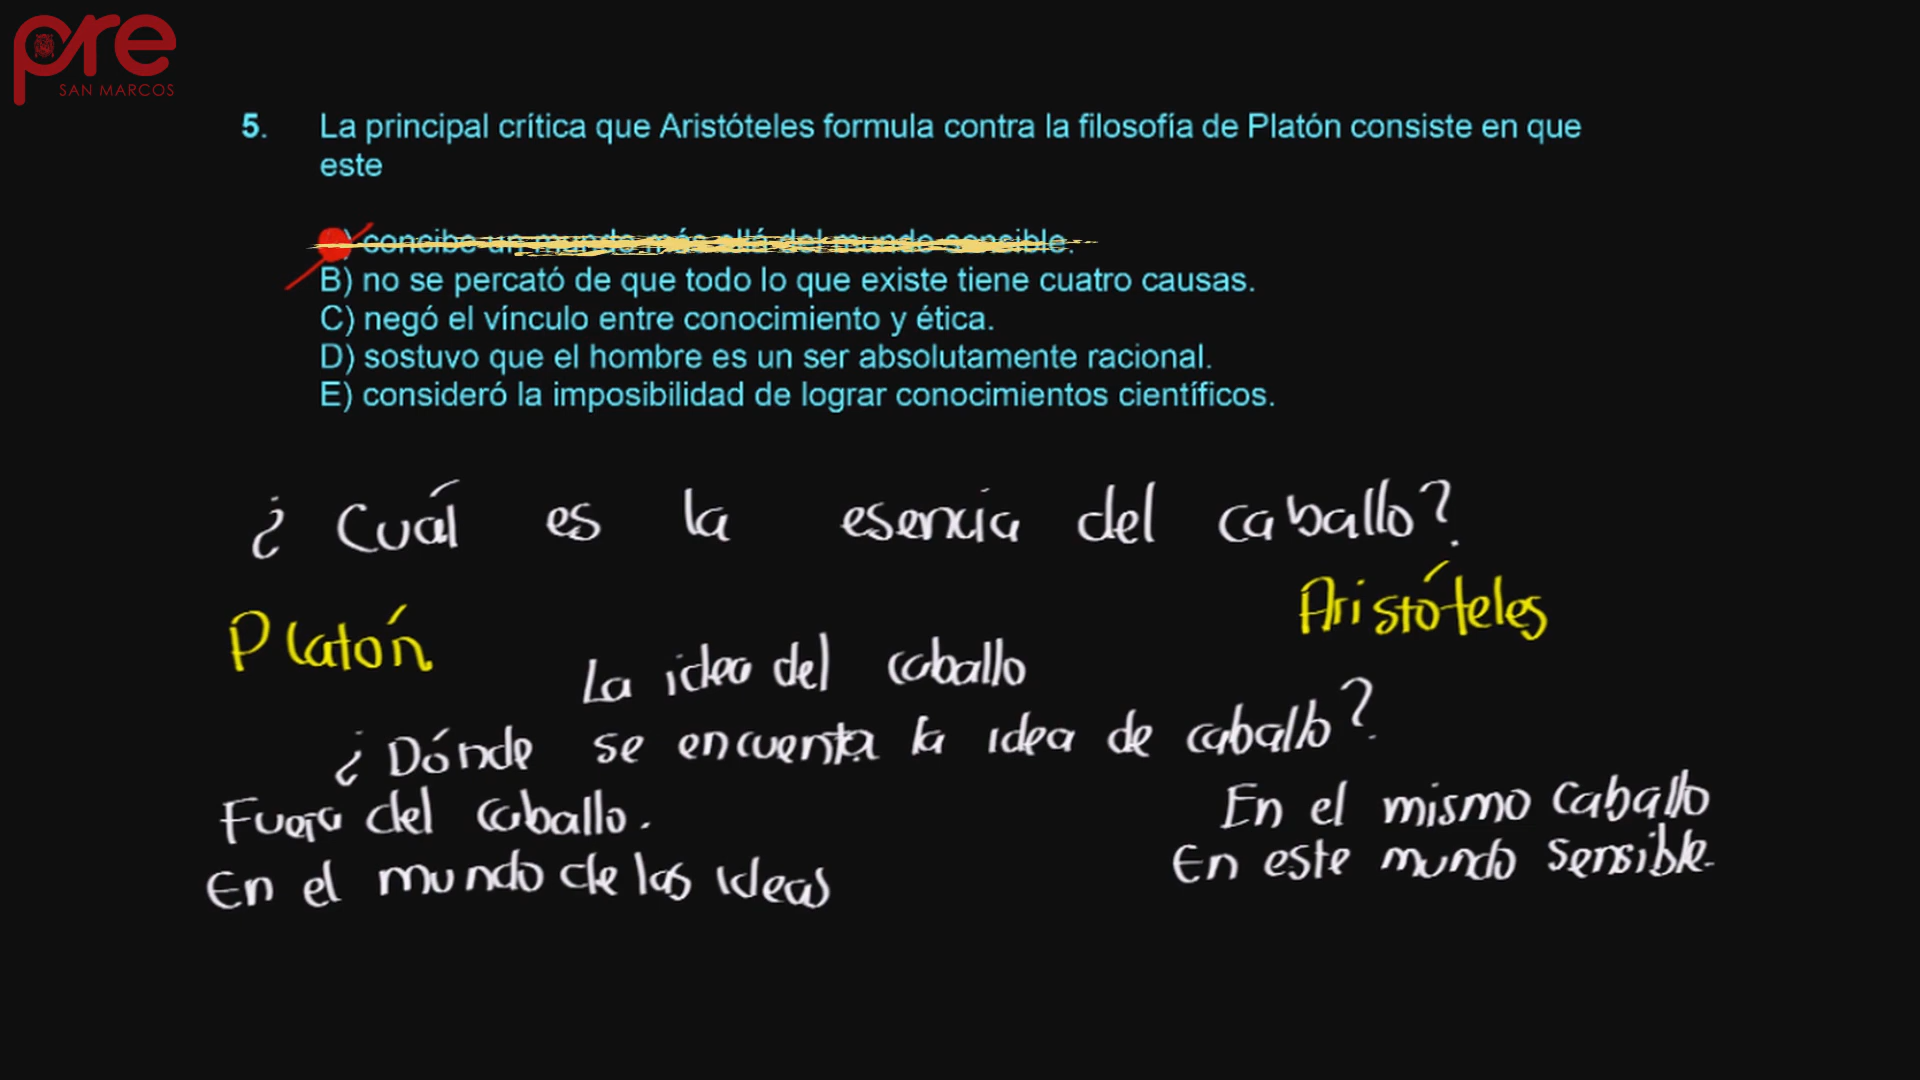 pre
SAN MARCOS
5. La principal crítica que Aristóteles formula contra la filosofía de Platón consiste en que
este
) concibe un mundo más allá del mundo sensible.
B) no se percató de que todo lo que existe tiene cuatro causas.
C) negó el vínculo entre conocimiento y ética.
D) sostuvo que el hombre es un ser absolutamente racional.
E) consideró la imposibilidad de lograr conocimientos científicos.
¿Cuál es la esencia del caballo?
Platón
Aristóteles
La idea del caballo
¿Dónde se encuentra la idea de caballo?
Fuera del caballo.
En el mundo de las ideas
En el mismo caballo
En este mundo sensible.